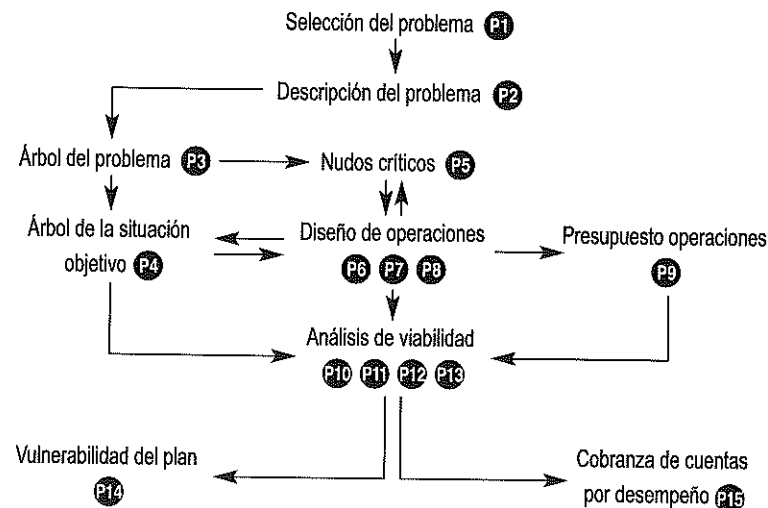 Selección del problema P1
Descripción del problema P2
Árbol del problema P3
Nudos críticos P5
Árbol de la situación
objetivo P4
Diseño de operaciones
P6 P7 P8
Presupuesto operaciones
P9
Análisis de viabilidad
P10 P11 P12 P13
Vulnerabilidad del plan
P14
Cobranza de cuentas
por desempeño P15